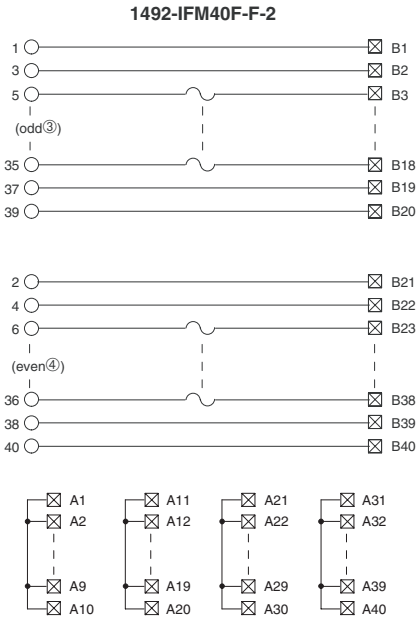 1492-IFM40F-F-2
1 B1
3 B2
5 B3
(odd③)
35 B18
37 B19
39 B20
2 B21
4 B22
6 B23
(even④)
36 B38
38 B39
40 B40
A1 A11 A21 A31
A2 A12 A22 A32
A9 A19 A29 A39
A10 A20 A30 A40